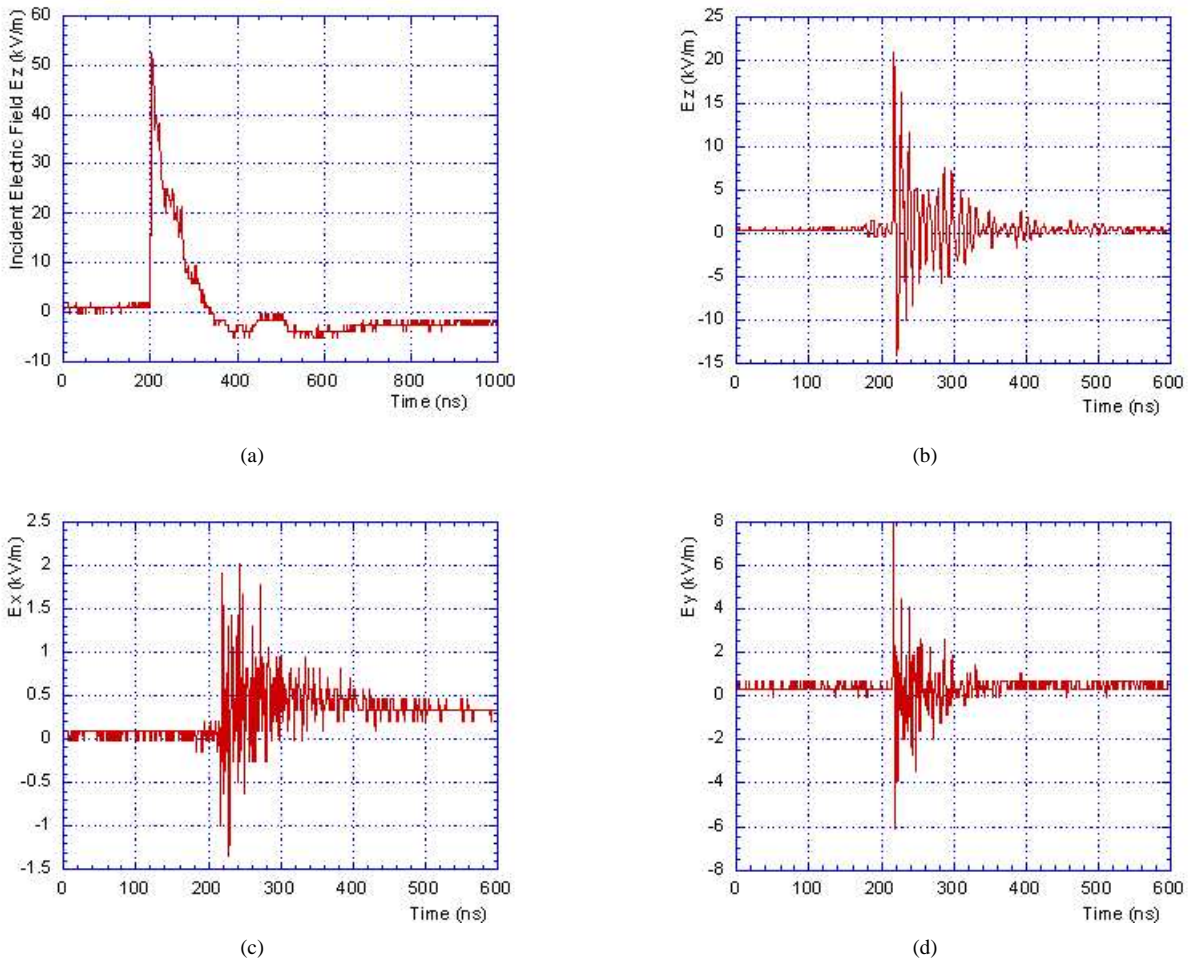 60
50
40
30
20
10
0
-10
Incident Electric Field Ez (kV/m)
0 200 400 600 800 1000
Time (ns)
(a)
25
20
15
10
5
0
-5
-10
-15
Ez (kV/m)
0 100 200 300 400 500 600
Time (ns)
(b)
2.5
2
1.5
1
0.5
0
-0.5
-1
-1.5
Ex (kV/m)
0 100 200 300 400 500 600
Time (ns)
(c)
8
6
4
2
0
-2
-4
-6
-8
Ey (kV/m)
0 100 200 300 400 500 600
Time (ns)
(d)